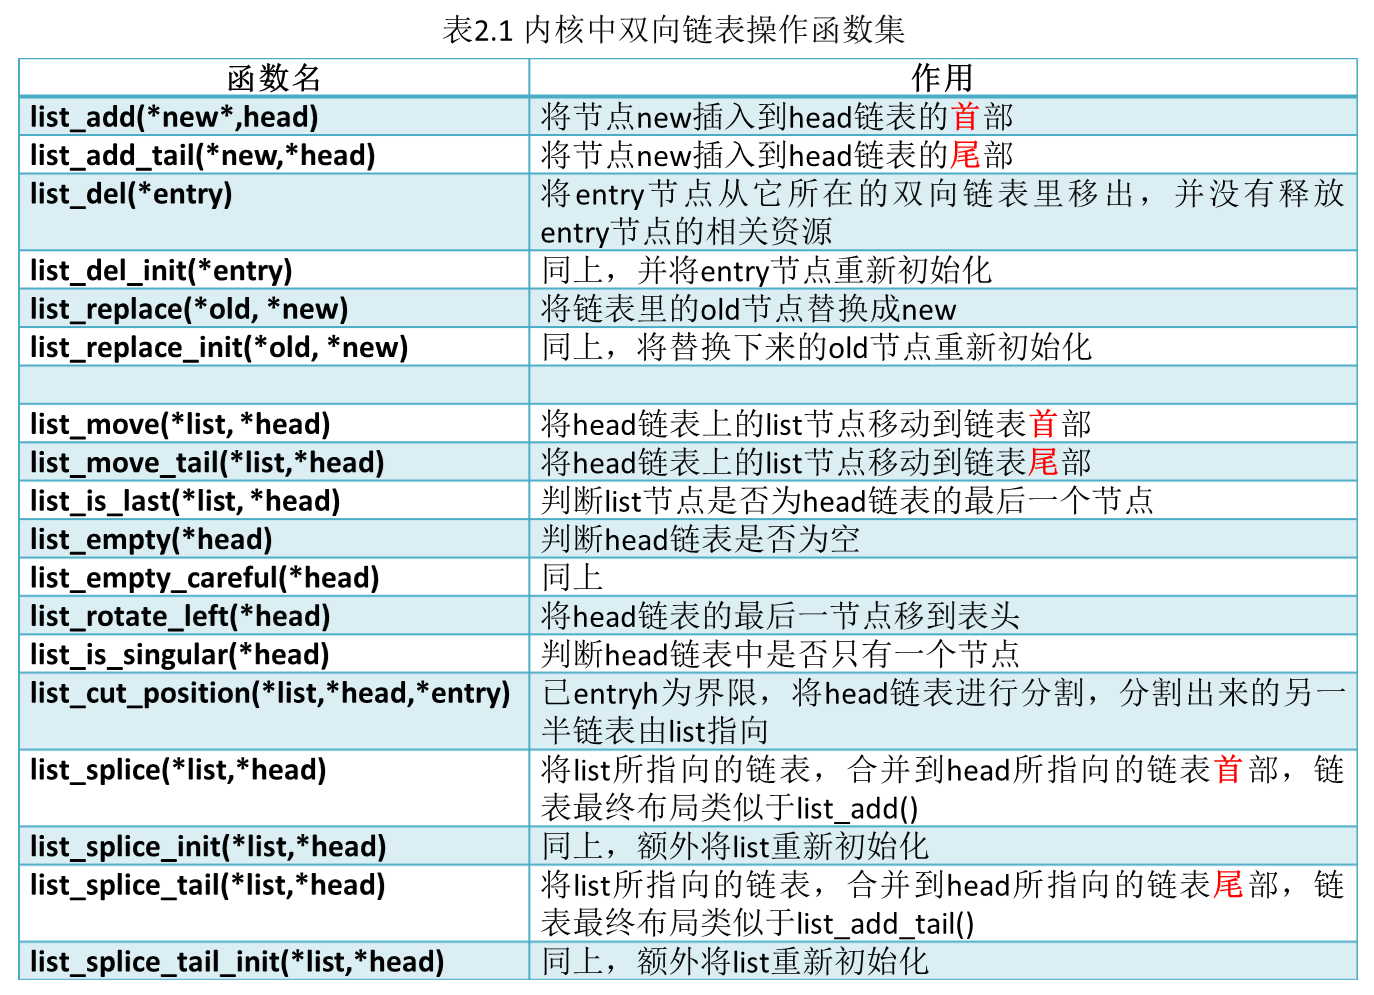 表2.1 内核中双向链表操作函数集
函数名 作用
list_add(*new*,head) 将节点new插入到head链表的首部
list_add_tail(*new,*head) 将节点new插入到head链表的尾部
list_del(*entry) 将entry节点从它所在的双向链表里移出，并没有释放
entry节点的相关资源
list_del_init(*entry) 同上，并将entry节点重新初始化
list_replace(*old, *new) 将链表里的old节点替换成new
list_replace_init(*old, *new) 同上，将替换下来的old节点重新初始化
list_move(*list, *head) 将head链表上的list节点移动到链表首部
list_move_tail(*list,*head) 将head链表上的list节点移动到链表尾部
list_is_last(*list, *head) 判断list节点是否为head链表的最后一个节点
list_empty(*head) 判断head链表是否为空
list_empty_careful(*head) 同上
list_rotate_left(*head) 将head链表的最后一节点移到表头
list_is_singular(*head) 判断head链表中是否只有一个节点
list_cut_position(*list,*head,*entry) 已entryh为界限，将head链表进行分割，分割出来的另一
半链表由list指向
list_splice(*list,*head) 将list所指向的链表，合并到head所指向的链表首部，链
表最终布局类似于list_add()
list_splice_init(*list,*head) 同上，额外将list重新初始化
list_splice_tail(*list,*head) 将list所指向的链表，合并到head所指向的链表尾部，链
表最终布局类似于list_add_tail()
list_splice_tail_init(*list,*head) 同上，额外将list重新初始化